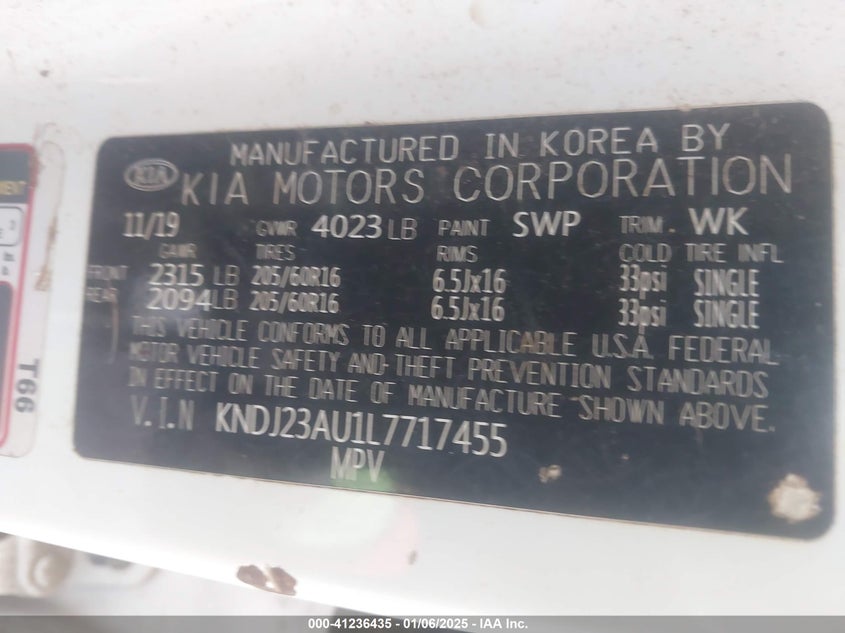 MANUFACTURED IN KOREA BY
KIA KIA MOTORS CORPORATION
11/19 GVWR 4023 LB PAINT SWP TRIM WK
GAWR TIRES RIMS COLD TIRE INFL
FRONT 2315 LB 205/60R16 6.5Jx16 33psi SINGLE
REAR 2094 LB 205/60R16 6.5Jx16 33psi SINGLE
THIS VEHICLE CONFORMS TO ALL APPLICABLE U.S.A. FEDERAL
MOTOR VEHICLE SAFETY AND THEFT PREVENTION STANDARDS
IN EFFECT ON THE DATE OF MANUFACTURE SHOWN ABOVE.
V.I.N KNDJ23AU1L7717455
MPV
T66
000-41236435 - 01/06/2025 - IAA Inc.